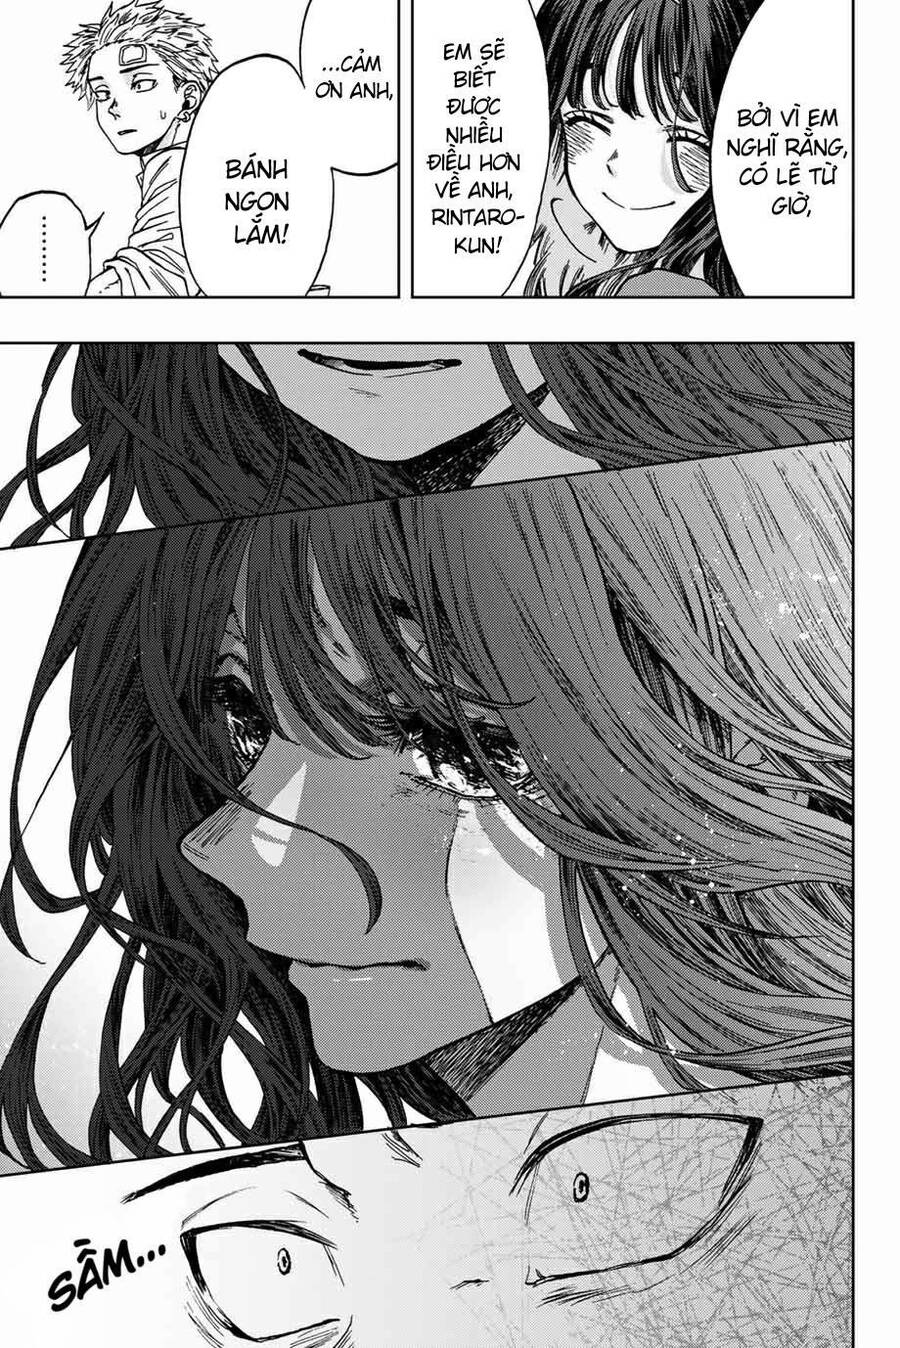 BỞI VÌ EM
NGHĨ RẰNG,
CÓ LẼ TỪ
GIỜ,
EM SẼ
BIẾT
ĐƯỢC
NHIỀU
ĐIỀU HƠN
VỀ ANH,
RINTARO-
KUN!
...CẢM
ƠN ANH,
BÁNH
NGON
LẮM!
.......
SẦM...